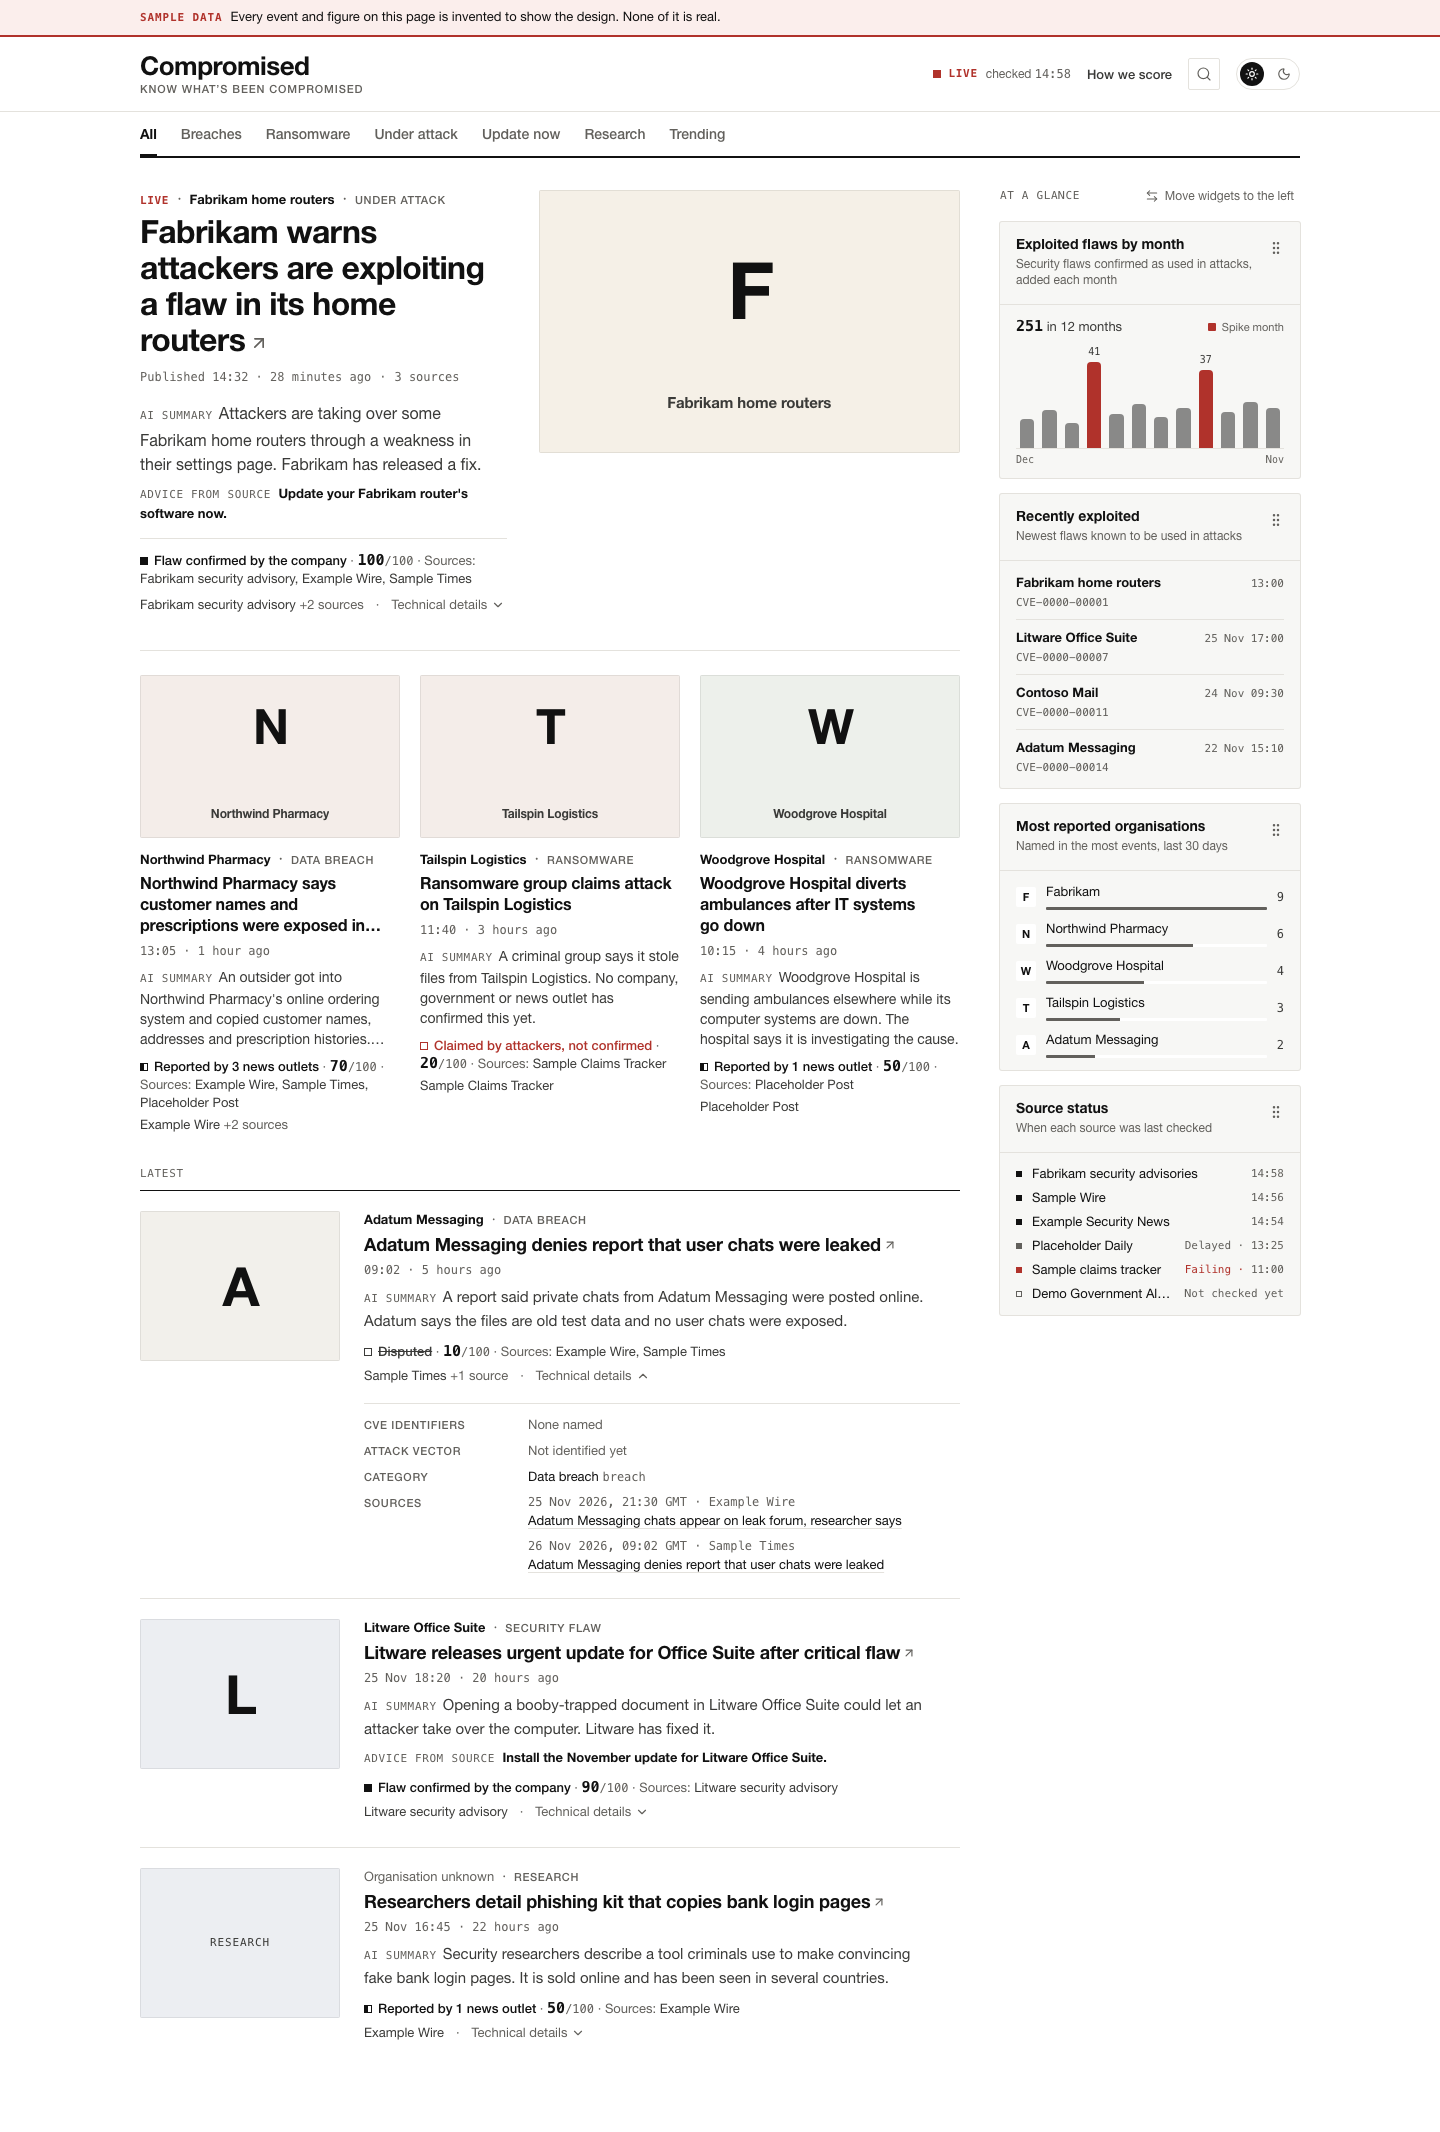 SAMPLE DATA Every event and figure on this page is invented to show the design. None of it is real.
Compromised
KNOW WHAT'S BEEN COMPROMISED
LIVE checked 14:58 How we score
All Breaches Ransomware Under attack Update now Research Trending
LIVE · Fabrikam home routers · UNDER ATTACK
Fabrikam warns
attackers are exploiting
a flaw in its home
routers
Published 14:32 · 28 minutes ago · 3 sources
AI SUMMARY Attackers are taking over some
Fabrikam home routers through a weakness in
their settings page. Fabrikam has released a fix.
ADVICE FROM SOURCE Update your Fabrikam router's
software now.
Flaw confirmed by the company · 100/100 · Sources:
Fabrikam security advisory, Example Wire, Sample Times
Fabrikam security advisory +2 sources · Technical details
F
Fabrikam home routers
N
Northwind Pharmacy
Northwind Pharmacy · DATA BREACH
Northwind Pharmacy says
customer names and
prescriptions were exposed in…
13:05 · 1 hour ago
AI SUMMARY An outsider got into
Northwind Pharmacy's online ordering
system and copied customer names,
addresses and prescription histories.…
Reported by 3 news outlets · 70/100 ·
Sources: Example Wire, Sample Times,
Placeholder Post
Example Wire +2 sources
T
Tailspin Logistics
Tailspin Logistics · RANSOMWARE
Ransomware group claims attack
on Tailspin Logistics
11:40 · 3 hours ago
AI SUMMARY A criminal group says it stole
files from Tailspin Logistics. No company,
government or news outlet has
confirmed this yet.
Claimed by attackers, not confirmed ·
20/100 · Sources: Sample Claims Tracker
Sample Claims Tracker
W
Woodgrove Hospital
Woodgrove Hospital · RANSOMWARE
Woodgrove Hospital diverts
ambulances after IT systems
go down
10:15 · 4 hours ago
AI SUMMARY Woodgrove Hospital is
sending ambulances elsewhere while its
computer systems are down. The
hospital says it is investigating the cause.
Reported by 1 news outlet · 50/100 ·
Sources: Placeholder Post
Placeholder Post
LATEST
A
Adatum Messaging · DATA BREACH
Adatum Messaging denies report that user chats were leaked
09:02 · 5 hours ago
AI SUMMARY A report said private chats from Adatum Messaging were posted online.
Adatum says the files are old test data and no user chats were exposed.
Disputed · 10/100 · Sources: Example Wire, Sample Times
Sample Times +1 source · Technical details
CVE IDENTIFIERS None named
ATTACK VECTOR Not identified yet
CATEGORY Data breach breach
SOURCES 25 Nov 2026, 21:30 GMT · Example Wire
Adatum Messaging chats appear on leak forum, researcher says
26 Nov 2026, 09:02 GMT · Sample Times
Adatum Messaging denies report that user chats were leaked
L
Litware Office Suite · SECURITY FLAW
Litware releases urgent update for Office Suite after critical flaw
25 Nov 18:20 · 20 hours ago
AI SUMMARY Opening a booby-trapped document in Litware Office Suite could let an
attacker take over the computer. Litware has fixed it.
ADVICE FROM SOURCE Install the November update for Litware Office Suite.
Flaw confirmed by the company · 90/100 · Sources: Litware security advisory
Litware security advisory · Technical details
RESEARCH
Organisation unknown · RESEARCH
Researchers detail phishing kit that copies bank login pages
25 Nov 16:45 · 22 hours ago
AI SUMMARY Security researchers describe a tool criminals use to make convincing
fake bank login pages. It is sold online and has been seen in several countries.
Reported by 1 news outlet · 50/100 · Sources: Example Wire
Example Wire · Technical details
AT A GLANCE Move widgets to the left
Exploited flaws by month
Security flaws confirmed as used in attacks,
added each month
251 in 12 months Spike month
41
37
Dec Nov
Recently exploited
Newest flaws known to be used in attacks
Fabrikam home routers 13:00
CVE-0000-00001
Litware Office Suite 25 Nov 17:00
CVE-0000-00007
Contoso Mail 24 Nov 09:30
CVE-0000-00011
Adatum Messaging 22 Nov 15:10
CVE-0000-00014
Most reported organisations
Named in the most events, last 30 days
F Fabrikam 9
N Northwind Pharmacy 6
W Woodgrove Hospital 4
T Tailspin Logistics 3
A Adatum Messaging 2
Source status
When each source was last checked
Fabrikam security advisories 14:58
Sample Wire 14:56
Example Security News 14:54
Placeholder Daily Delayed · 13:25
Sample claims tracker Failing · 11:00
Demo Government Al… Not checked yet